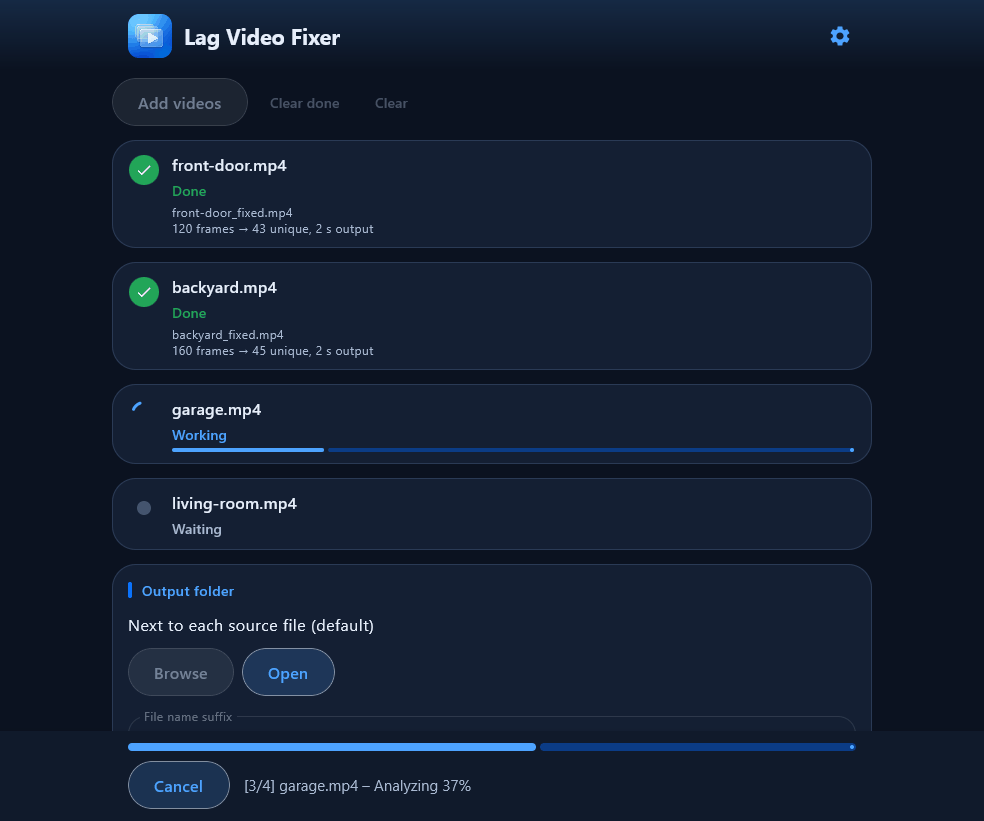 Lag Video Fixer
Add videos
Clear done
Clear
front-door.mp4
Done
front-door_fixed.mp4
120 frames → 43 unique, 2 s output
backyard.mp4
Done
backyard_fixed.mp4
160 frames → 45 unique, 2 s output
garage.mp4
Working
living-room.mp4
Waiting
Output folder
Next to each source file (default)
Browse
Open
File name suffix
Cancel
[3/4] garage.mp4 – Analyzing 37%